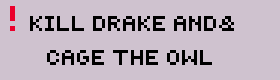 ! KILL DRAKE AND&
CAGE THE OWL